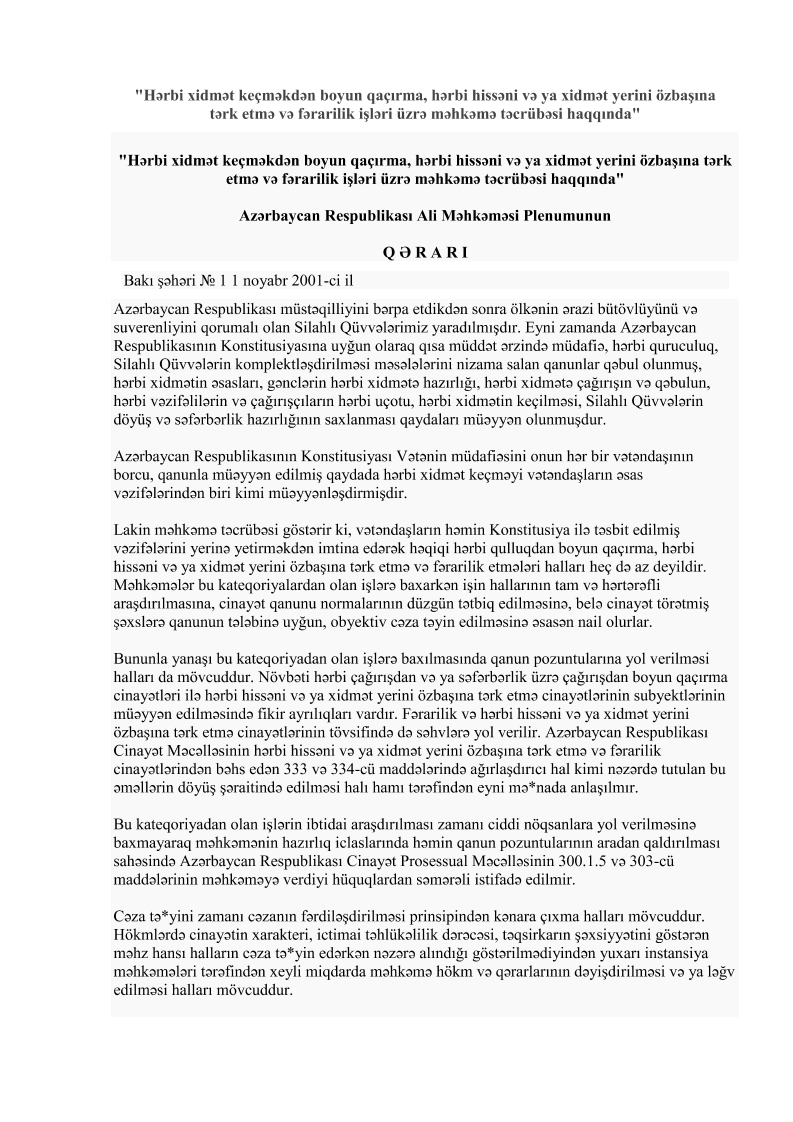 "Hərbi xidmət keçməkdən boyun qaçırma, hərbi hissəni və ya xidmət yerini özbaşına
tərk etmə və fərarilik işləri üzrə məhkəmə təcrübəsi haqqında"
"Hərbi xidmət keçməkdən boyun qaçırma, hərbi hissəni və ya xidmət yerini özbaşına tərk
etmə və fərarilik işləri üzrə məhkəmə təcrübəsi haqqında"
Azərbaycan Respublikası Ali Məhkəməsi Plenumunun
Q Ə R A R I
Bakı şəhəri № 1 1 noyabr 2001-ci il
Azərbaycan Respublikası müstəqilliyini bərpa etdikdən sonra ölkənin ərazi bütövlüyünü və
suverenliyini qorumalı olan Silahlı Qüvvələrimiz yaradılmışdır. Eyni zamanda Azərbaycan
Respublikasının Konstitusiyasına uyğun olaraq qısa müddət ərzində müdafiə, hərbi quruculuq,
Silahlı Qüvvələrin komplektləşdirilməsi məsələlərini nizama salan qanunlar qəbul olunmuş,
hərbi xidmətin əsasları, gənclərin hərbi xidmətə hazırlığı, hərbi xidmətə çağırışın və qəbulun,
hərbi vəzifəlilərin və çağırışçıların hərbi uçotu, hərbi xidmətin keçilməsi, Silahlı Qüvvələrin
döyüş və səfərbərlik hazırlığının saxlanması qaydaları müəyyən olunmuşdur.
Azərbaycan Respublikasının Konstitusiyası Vətənin müdafiəsini onun hər bir vətəndaşının
borcu, qanunla müəyyən edilmiş qaydada hərbi xidmət keçməyi vətəndaşların əsas
vəzifələrindən biri kimi müəyyənləşdirmişdir.
Lakin məhkəmə təcrübəsi göstərir ki, vətəndaşların həmin Konstitusiya ilə təsbit edilmiş
vəzifələrini yerinə yetirməkdən imtina edərək həqiqi hərbi qulluqdan boyun qaçırma, hərbi
hissəni və ya xidmət yerini özbaşına tərk etmə və fərarilik etmələri halları heç də az deyildir.
Məhkəmələr bu kateqoriyalardan olan işlərə baxarkən işin hallarının tam və hərtərəfli
araşdırılmasına, cinayət qanunu normalarının düzgün tətbiq edilməsinə, belə cinayət törətmiş
şəxslərə qanunun tələbinə uyğun, obyektiv cəza təyin edilməsinə əsasən nail olurlar.
Bununla yanaşı bu kateqoriyadan olan işlərə baxılmasında qanun pozuntularına yol verilməsi
halları da mövcuddur. Növbəti hərbi çağırışdan və ya səfərbərlik üzrə çağırışdan boyun qaçırma
cinayətləri ilə hərbi hissəni və ya xidmət yerini özbaşına tərk etmə cinayətlərinin subyektlərinin
müəyyən edilməsində fikir ayrılıqları vardır. Fərarilik və hərbi hissəni və ya xidmət yerini
özbaşına tərk etmə cinayətlərinin tövsifində də səhvlərə yol verilir. Azərbaycan Respublikası
Cinayət Məcəlləsinin hərbi hissəni və ya xidmət yerini özbaşına tərk etmə və fərarilik
cinayətlərindən bəhs edən 333 və 334-cü maddələrində ağırlaşdırıcı hal kimi nəzərdə tutulan bu
əməllərin döyüş şəraitində edilməsi halı hamı tərəfindən eyni mə*nada anlaşılmır.
Bu kateqoriyadan olan işlərin ibtidai araşdırılması zamanı ciddi nöqsanlara yol verilməsinə
baxmayaraq məhkəmənin hazırlıq iclaslarında həmin qanun pozuntularının aradan qaldırılması
sahəsində Azərbaycan Respublikası Cinayət Prosessual Məcəlləsinin 300.1.5 və 303-cü
maddələrinin məhkəməyə verdiyi hüquqlardan səmərəli istifadə edilmir.
Cəza tə*yini zamanı cəzanın fərdiləşdirilməsi prinsipindən kənara çıxma halları mövcuddur.
Hökmlərdə cinayətin xarakteri, ictimai təhlükəlilik dərəcəsi, təqsirkarın şəxsiyyətini göstərən
məhz hansı halların cəza tə*yin edərkən nəzərə alındığı göstərilmədiyindən yuxarı instansiya
məhkəmələri tərəfindən xeyli miqdarda məhkəmə hökm və qərarlarının dəyişdirilməsi və ya ləğv
edilməsi halları mövcuddur.